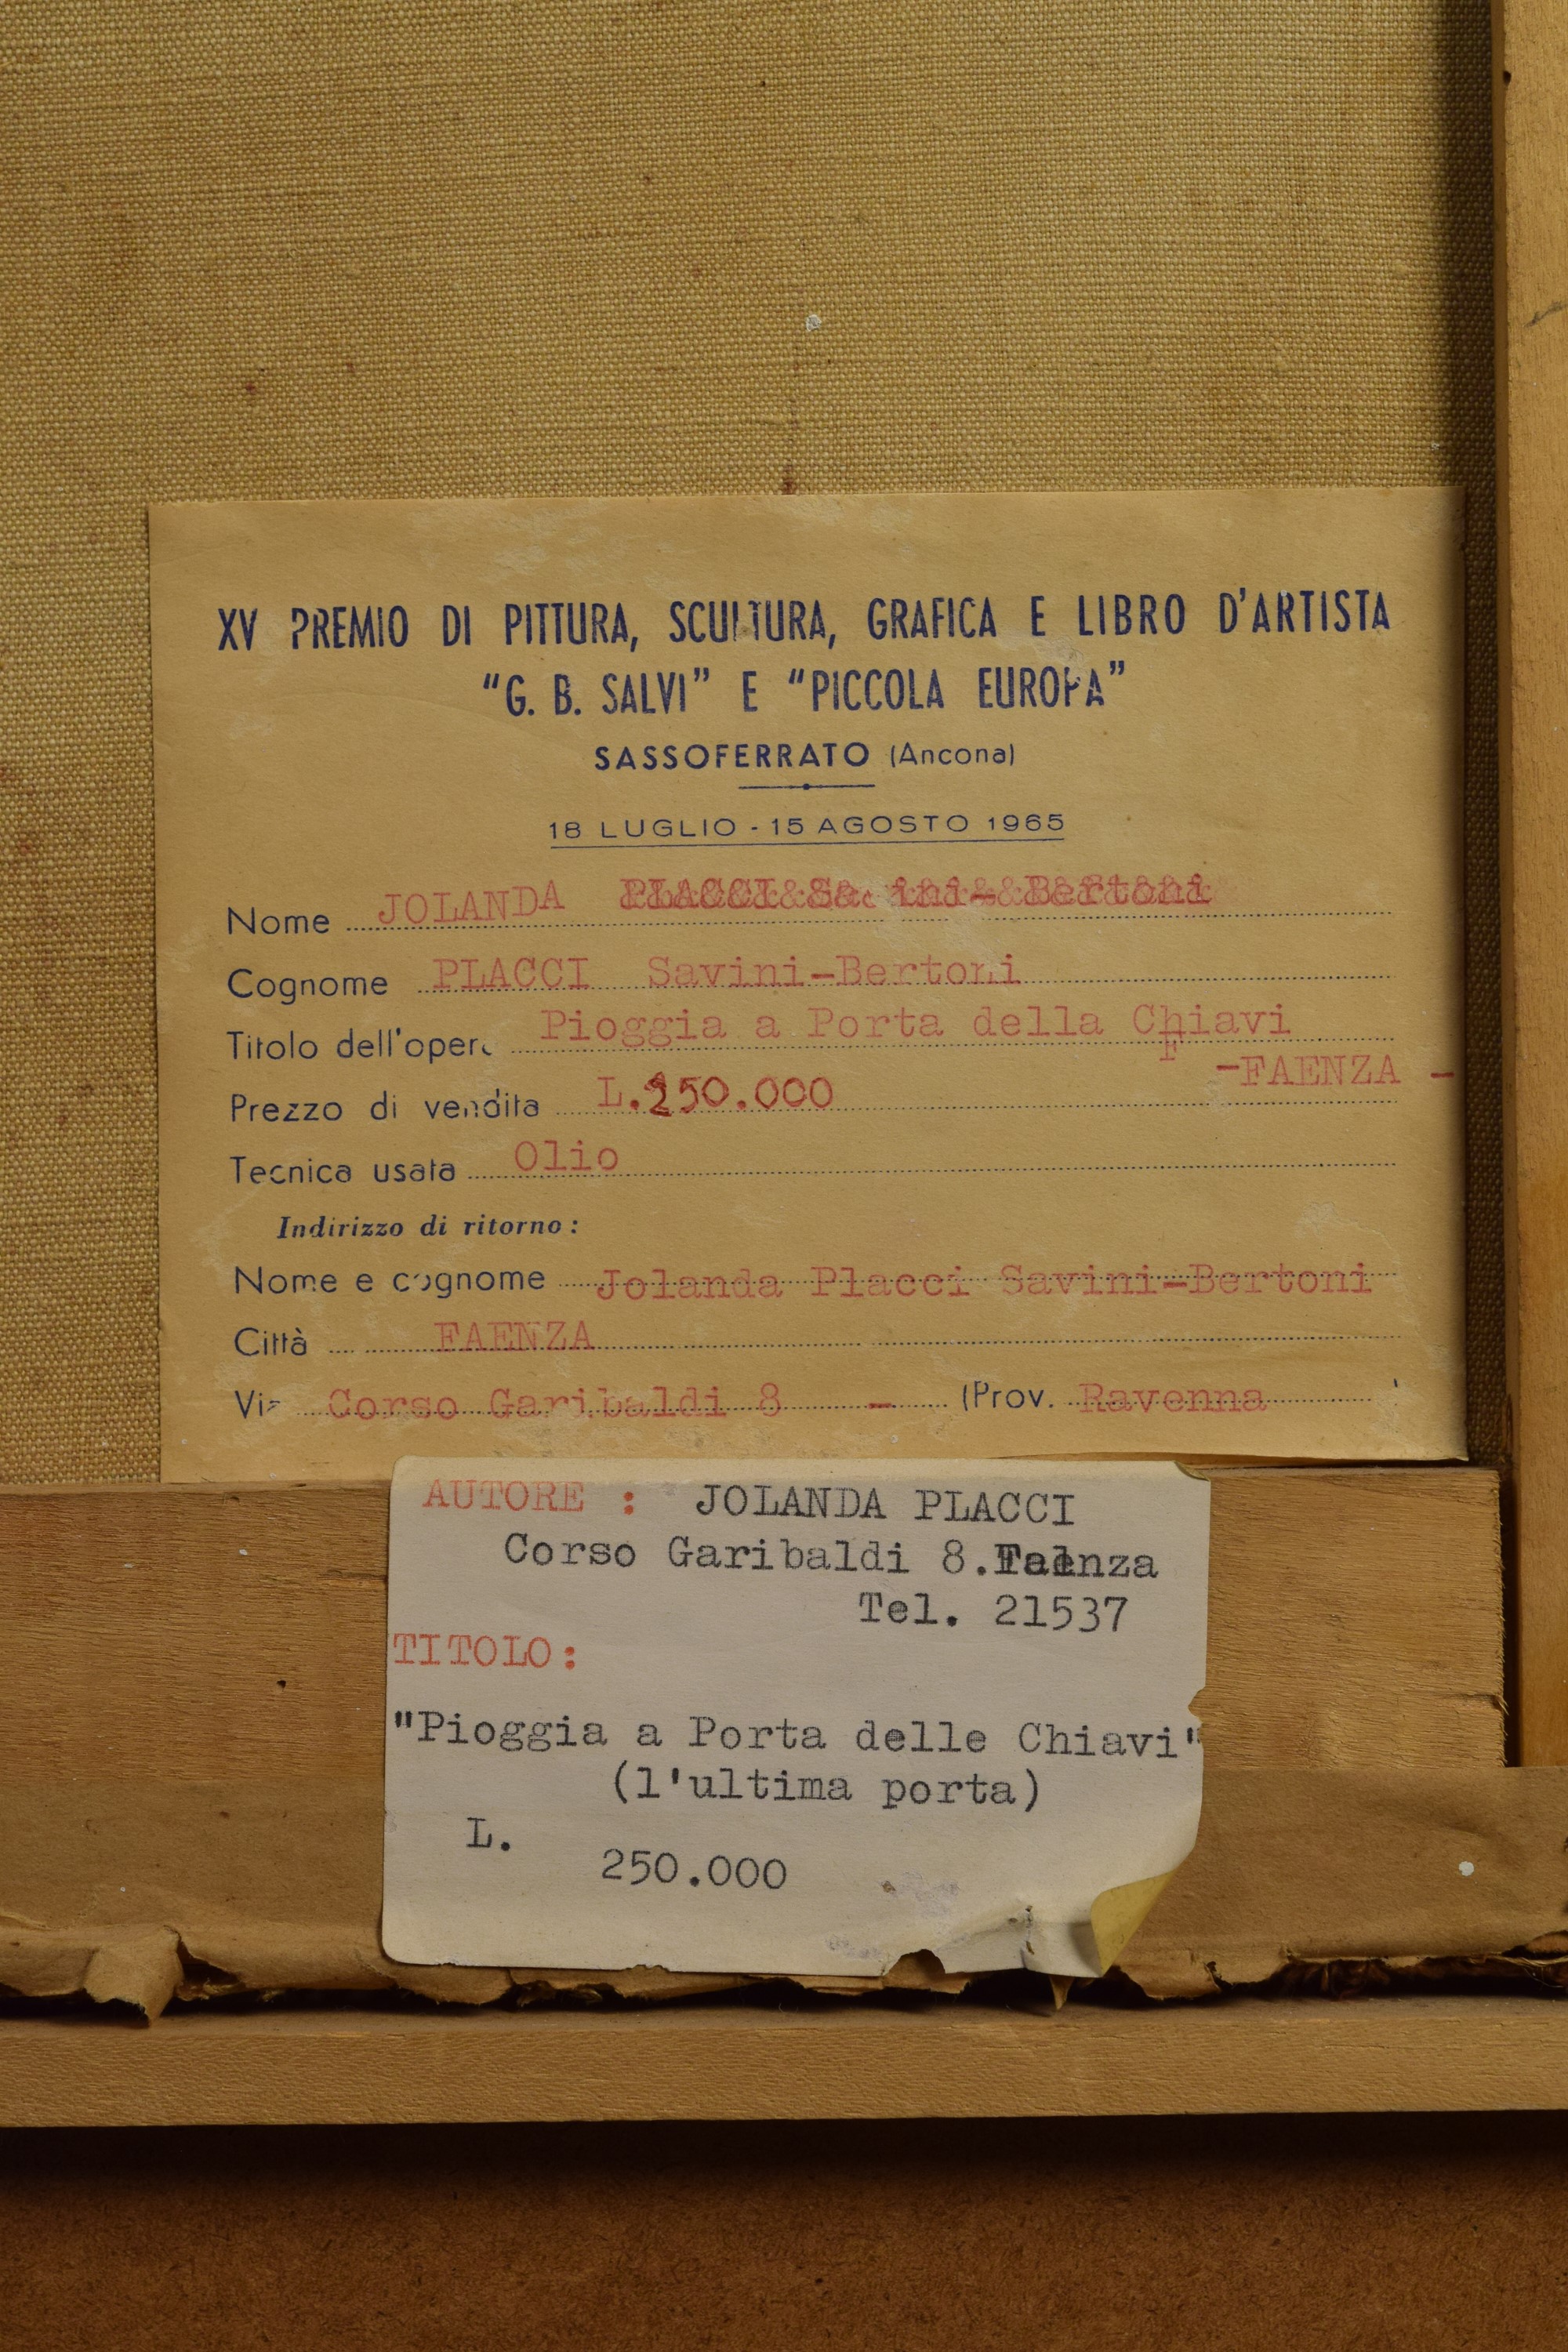 XV PREMIO DI PITTURA, SCULTURA, GRAFICA E LIBRO D'ARTISTA
"G. B. SALVI" E "PICCOLA EUROPA"
SASSOFERRATO (Ancona)
18 LUGLIO - 15 AGOSTO 1965
Nome JOLANDA PLACCI Savini-Bertoni
Cognome PLACCI Savini-Bertoni
Titolo dell'opera Pioggia a Porta della Chiavi
F -FAENZA -
Prezzo di vendita L.250.000
Tecnica usata Olio
Indirizzo di ritorno:
Nome e cognome Jolanda Placci Savini-Bertoni
Città FAENZA
Via Corso Garibaldi 8 - (Prov. Ravenna
AUTORE : JOLANDA PLACCI
Corso Garibaldi 8.Faenza
Tel. 21537
TITOLO:
"Pioggia a Porta delle Chiavi"
(l'ultima porta)
L.
250.000